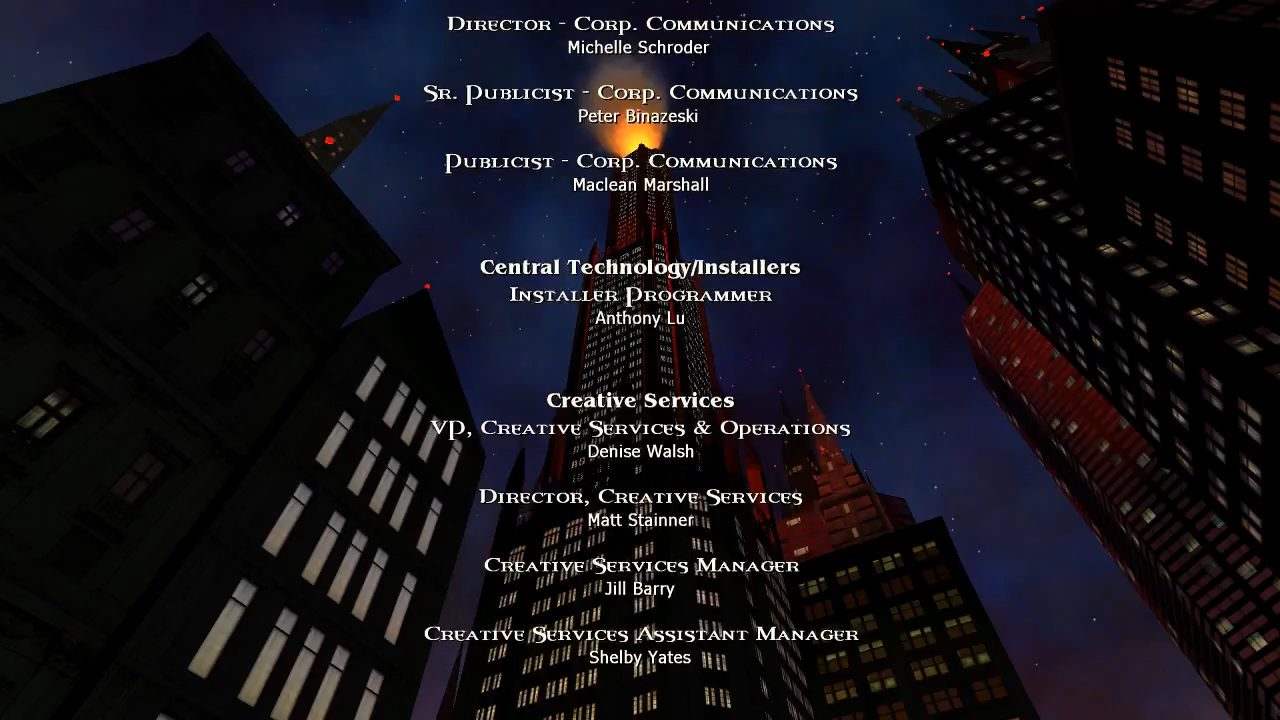 Director - Corp. Communications
Michelle Schroder
Sr. Publicist - Corp. Communications
Peter Binazeski
Publicist - Corp. Communications
Maclean Marshall
Central Technology/Installers
Installer Programmer
Anthony Lu
Creative Services
VP, Creative Services & Operations
Denise Walsh
Director, Creative Services
Matt Stainner
Creative Services Manager
Jill Barry
Creative Services Assistant Manager
Shelby Yates